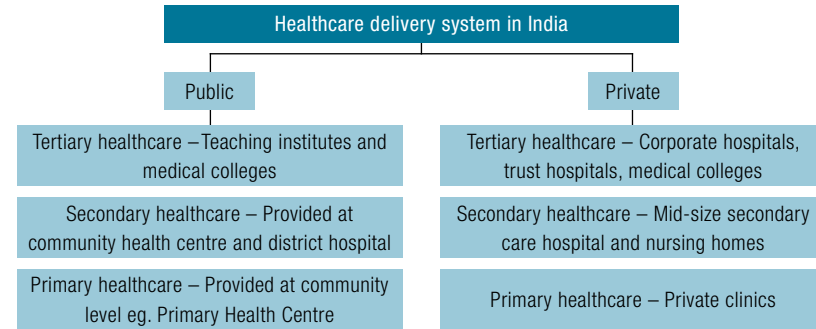 Healthcare delivery system in India
Public
Private
Tertiary healthcare – Teaching institutes and
medical colleges
Tertiary healthcare – Corporate hospitals,
trust hospitals, medical colleges
Secondary healthcare – Provided at
community health centre and district hospital
Secondary healthcare – Mid-size secondary
care hospital and nursing homes
Primary healthcare – Provided at community
level eg. Primary Health Centre
Primary healthcare – Private clinics